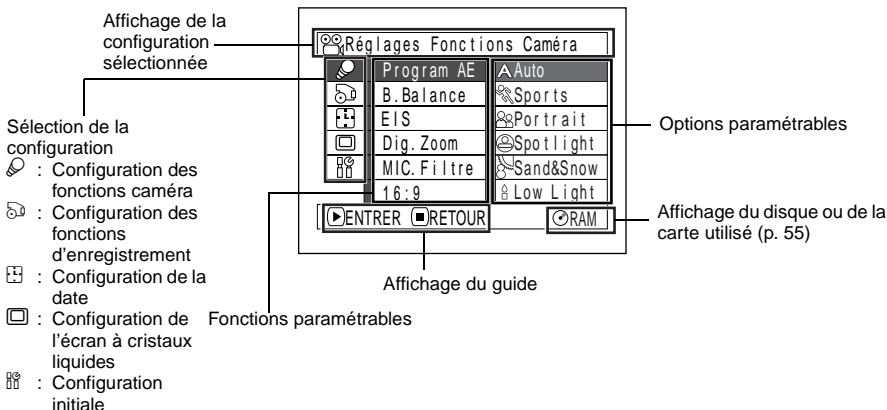 Affichage de la
configuration
sélectionnée
Réglages Fonctions Caméra
Program AE
B.Balance
EIS
Dig.Zoom
MIC.Filtre
16:9
A Auto
Sports
Portrait
Spotlight
Sand&Snow
Low Light
ENTRER RETOUR
RAM
Options paramétrables
Affichage du disque ou de la
carte utilisé (p. 55)
Affichage du guide
Fonctions paramétrables
Sélection de la
configuration
: Configuration des
fonctions caméra
: Configuration des
fonctions
d'enregistrement
: Configuration de la
date
: Configuration de
l'écran à cristaux
liquides
: Configuration
initiale